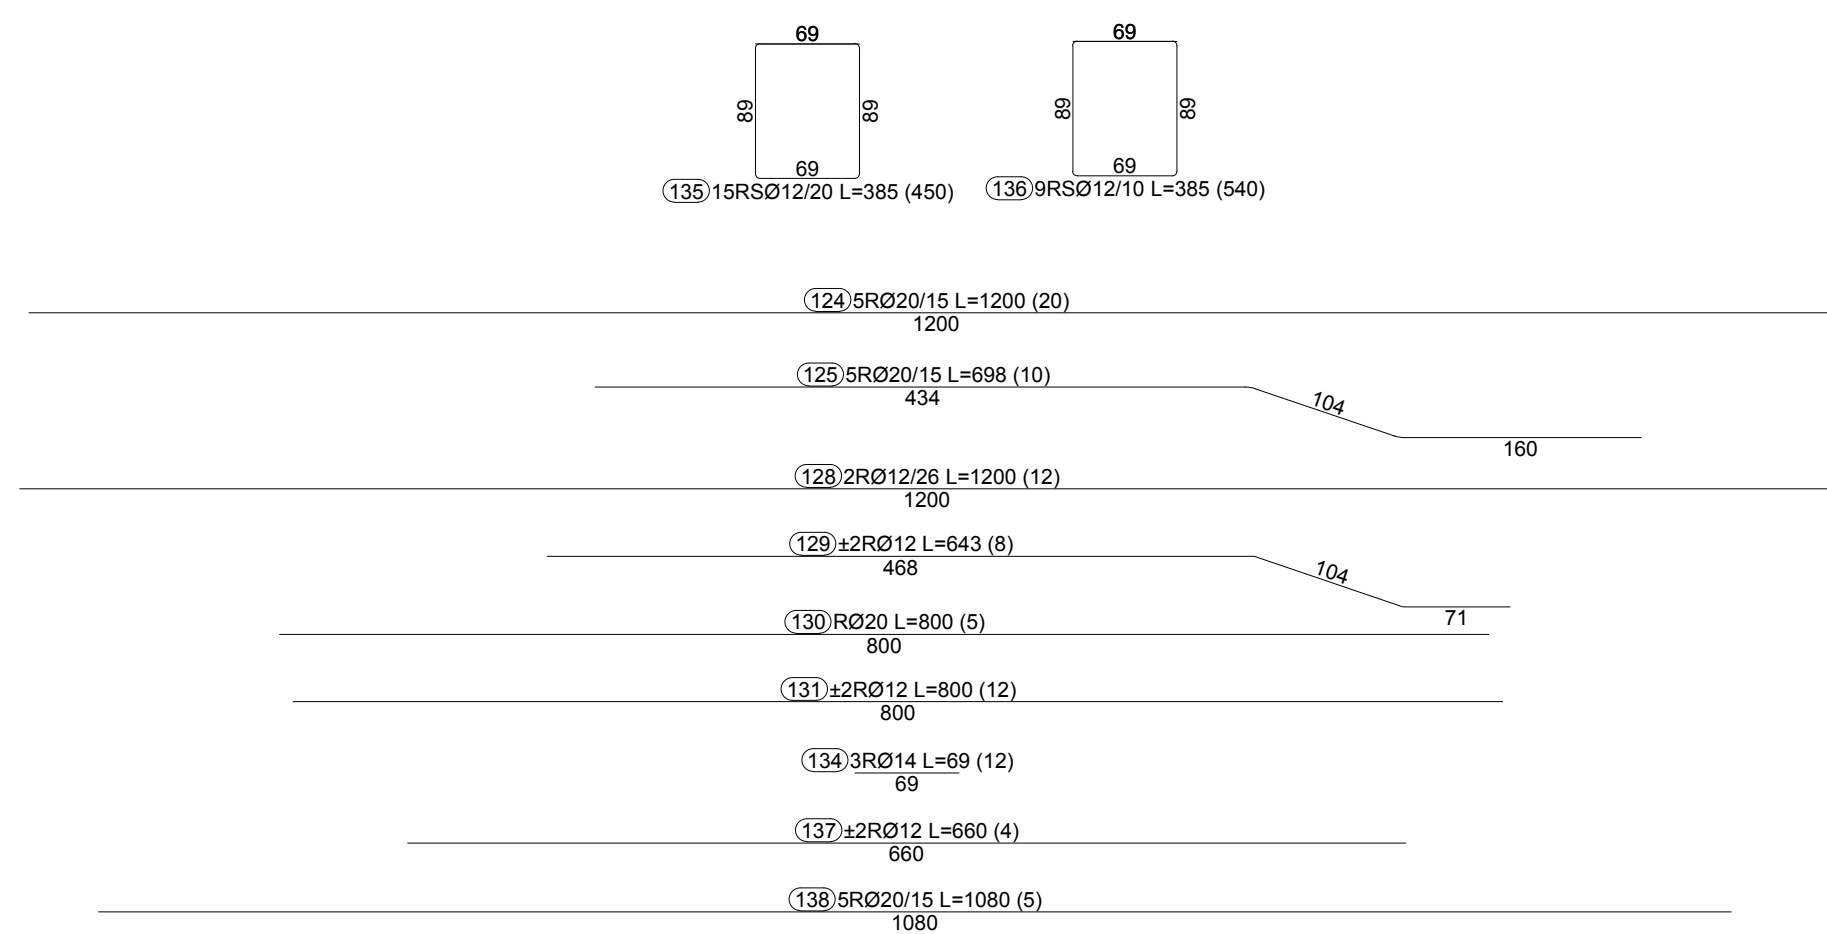 69
89
89
69
135 15RSØ12/20 L=385 (450)
69
89
89
69
136 9RSØ12/10 L=385 (540)
124 5RØ20/15 L=1200 (20)
1200
125 5RØ20/15 L=698 (10)
434
104
160
128 2RØ12/26 L=1200 (12)
1200
129 ±2RØ12 L=643 (8)
468
104
71
130 RØ20 L=800 (5)
800
131 ±2RØ12 L=800 (12)
800
134 3RØ14 L=69 (12)
69
137 ±2RØ12 L=660 (4)
660
138 5RØ20/15 L=1080 (5)
1080